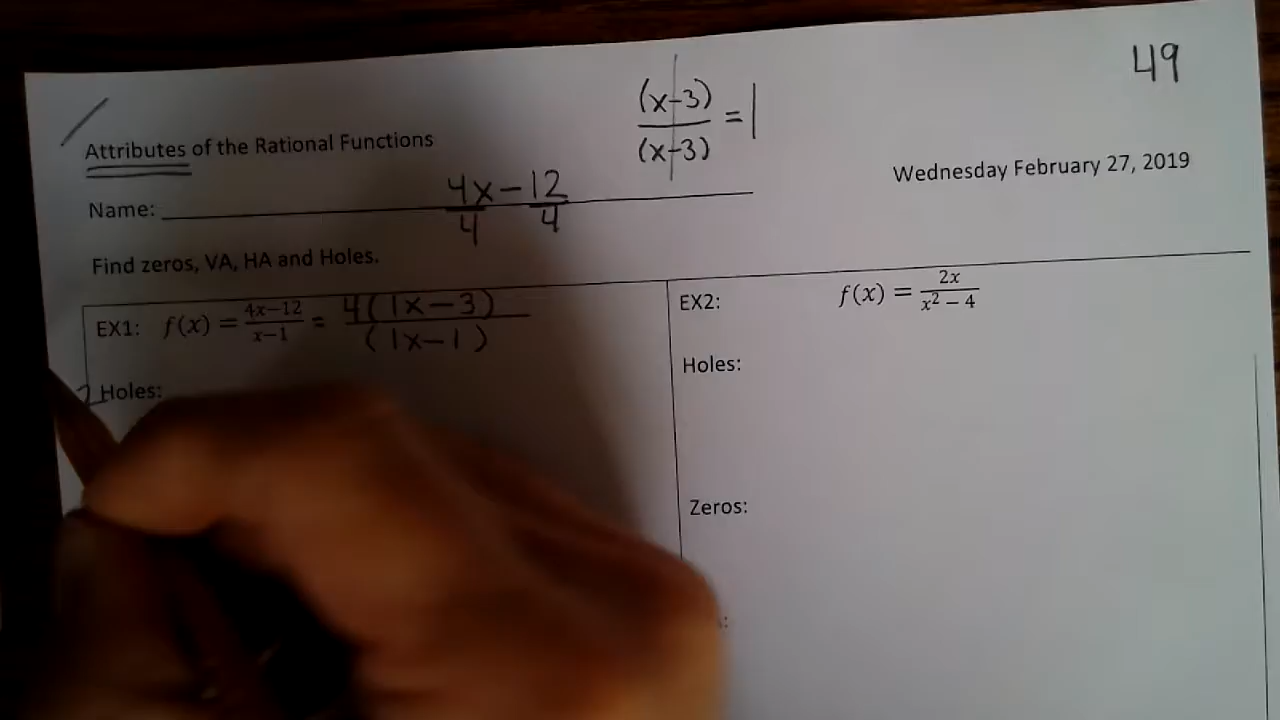 49
(x-3)
(x-3)
= 1
Attributes of the Rational Functions
Wednesday February 27, 2019
4x - 12
4 4
Name:
Find zeros, VA, HA and Holes.
EX1: f(x) = 4x−12 / x−1 = 4(1x-3) / (1x-1)
Holes:
EX2: f(x) = 2x / x² − 4
Holes:
Zeros: